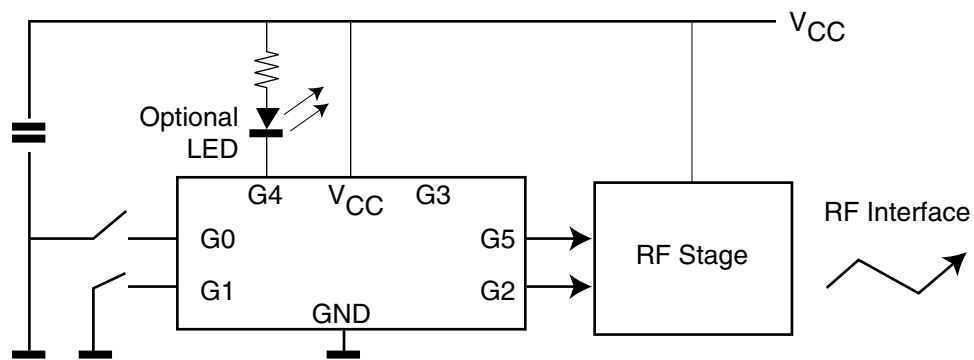 VCC
Optional
LED
G4
VCC
G3
G0
G5
G1
G2
GND
RF Stage
RF Interface